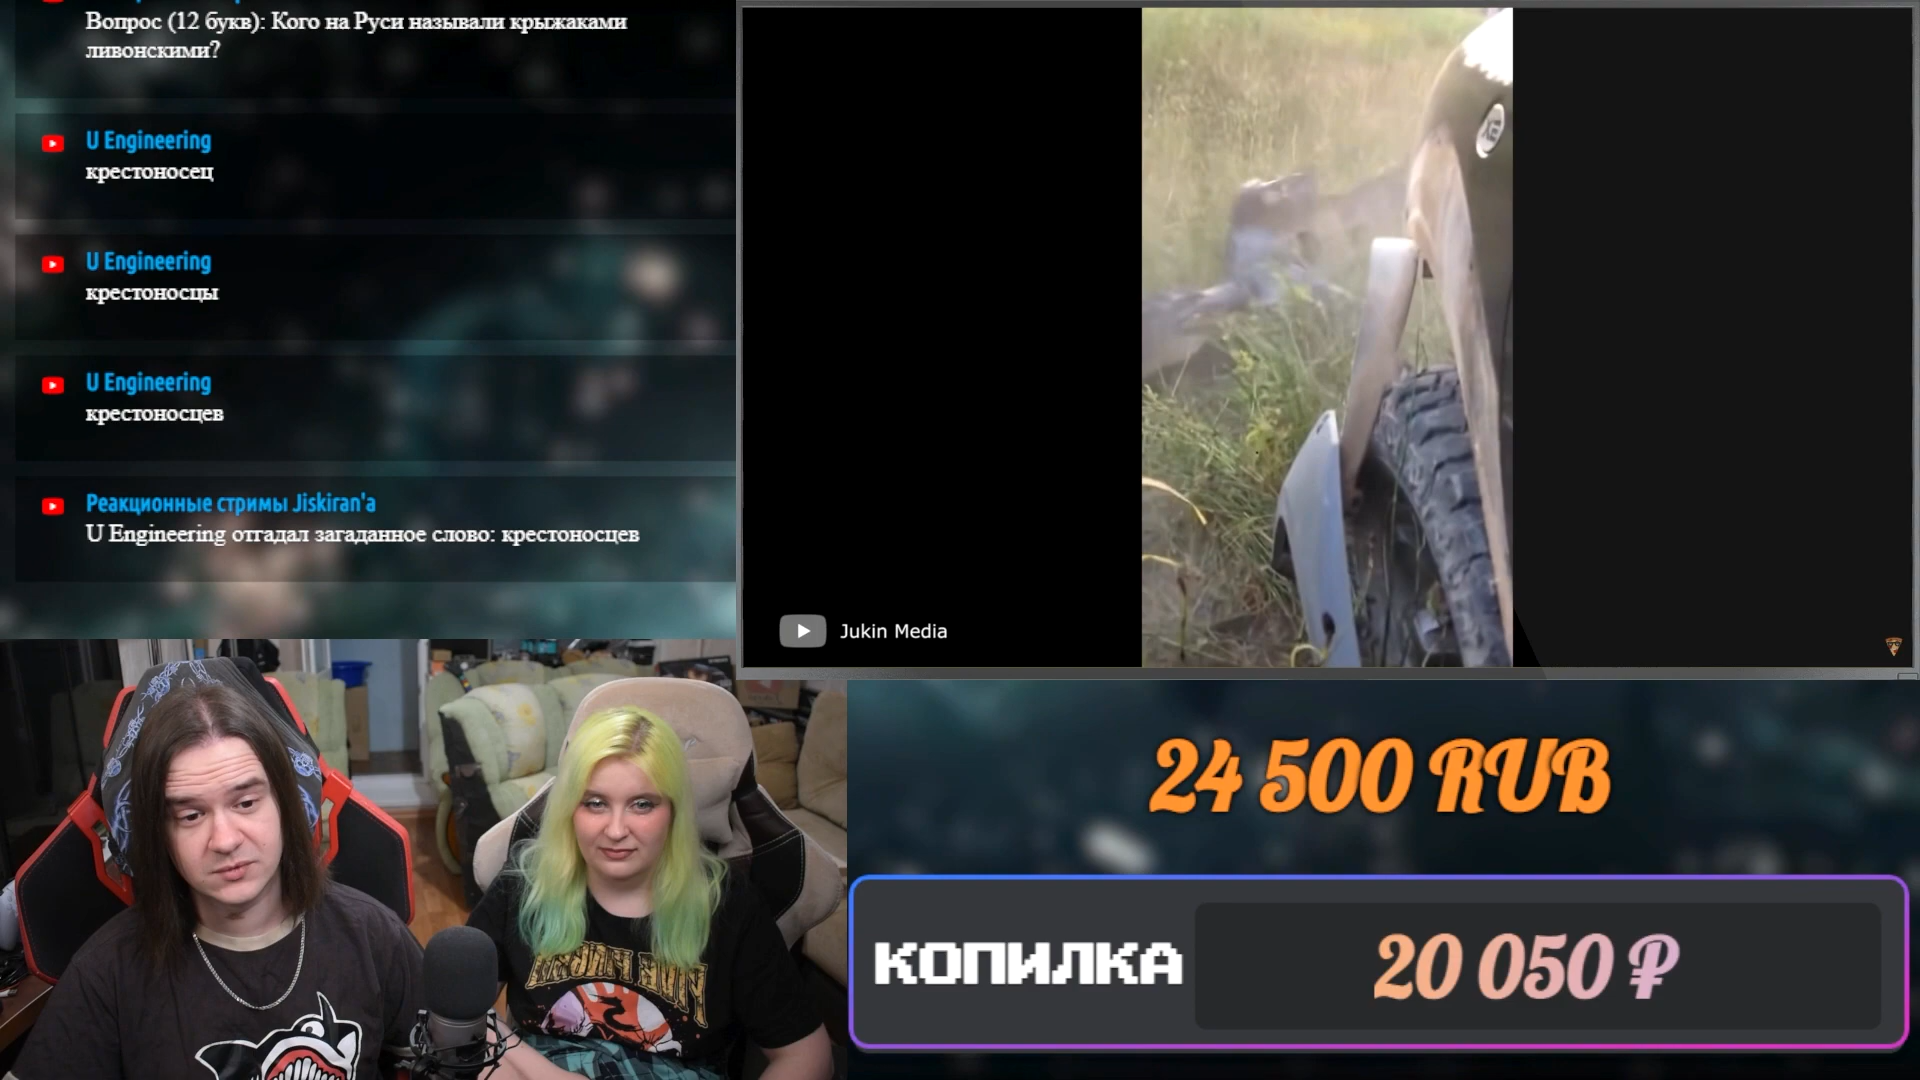 Вопрос (12 букв): Кого на Руси называли крыжаками
ливонскими?
U Engineering
крестоносец
U Engineering
крестоносцы
U Engineering
крестоносцев
Реакционные стримы Jiskiran'а
U Engineering отгадал загаданное слово: крестоносцев
Jukin Media
24 500 RUB
КОПИЛКА
20 050 ₽